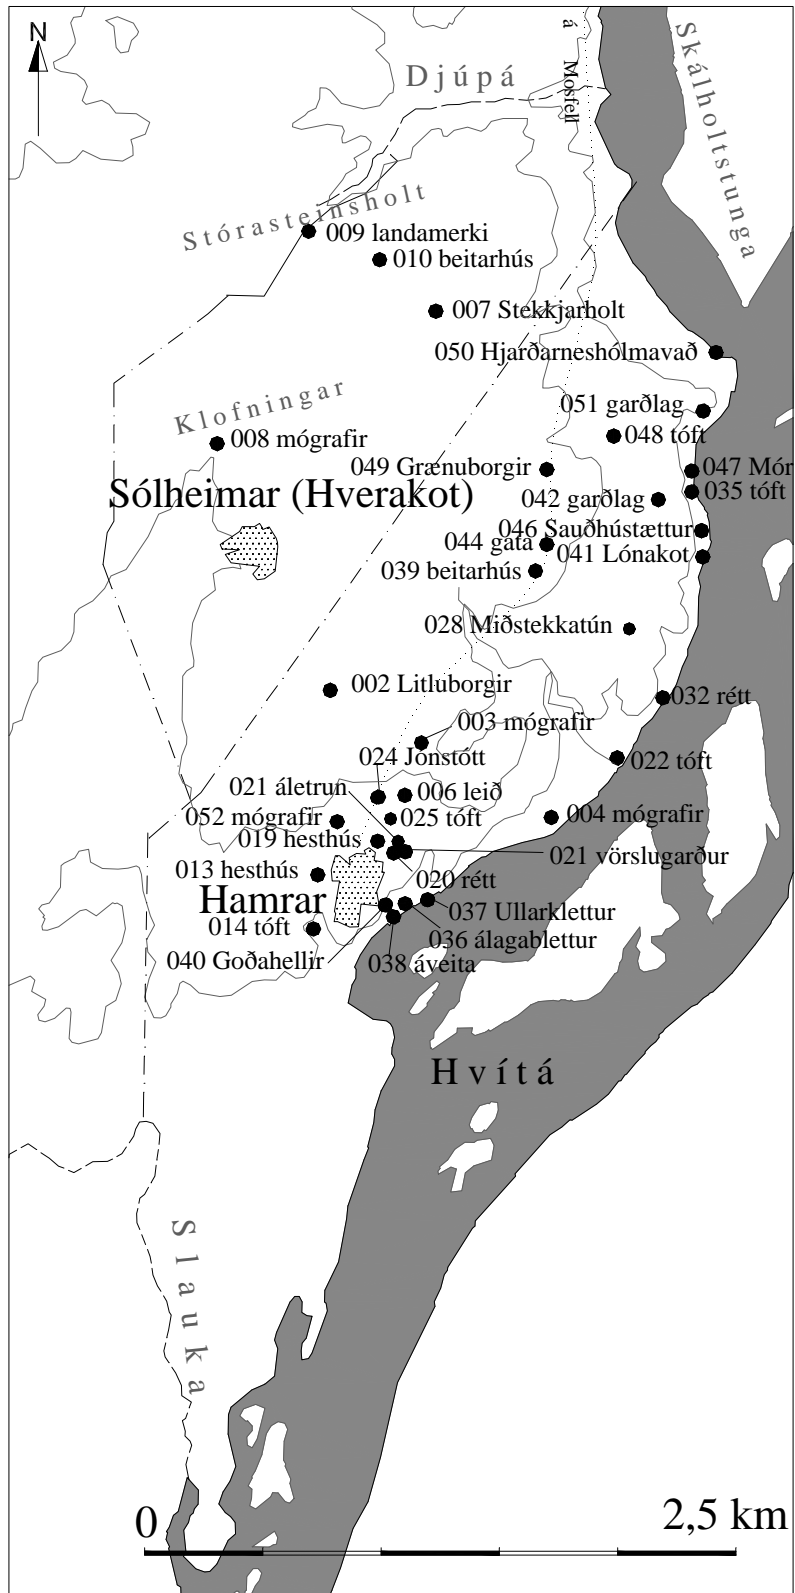 N
á Mosfell
Skálholtstunga
Djúpá
Stórasteinsholt
009 landamerki
010 beitarhús
007 Stekkjarholt
050 Hjarðarneshólmavað
Klofningar
051 garðlag
008 mógrafir
048 tóft
049 Grænuborgir
047 Mór
Sólheimar (Hverakot)
042 garðlag
035 tóft
046 Sauðhústættur
044 gata
041 Lónakot
039 beitarhús
028 Miðstekkatún
002 Litluborgir
032 rétt
003 mógrafir
024 Jónstótt
022 tóft
021 áletrun
006 leið
052 mógrafir
025 tóft
004 mógrafir
019 hesthús
021 vörslugarður
013 hesthús
020 rétt
Hamrar
037 Ullarklettur
014 tóft
036 álagablettur
040 Goðahellir
038 áveita
Hvítá
Slauka
0
2,5 km